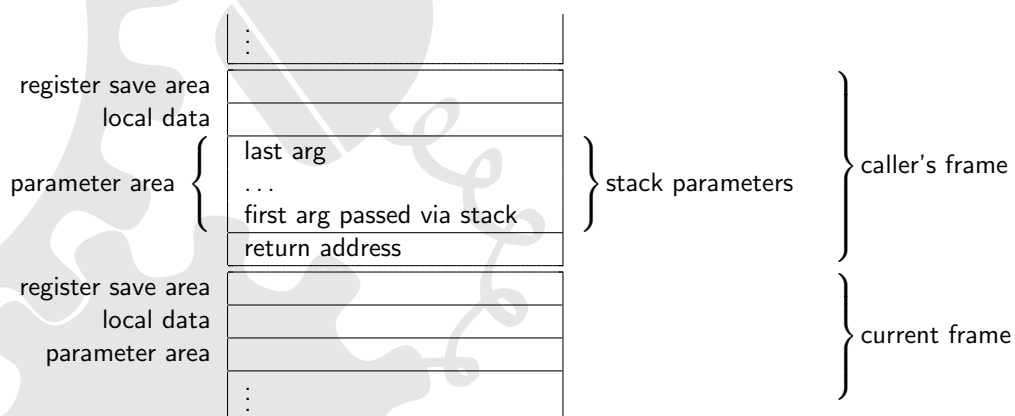 ⋮
register save area
local data
last arg
parameter area
. . .
stack parameters
caller's frame
first arg passed via stack
return address
register save area
local data
parameter area
current frame
⋮